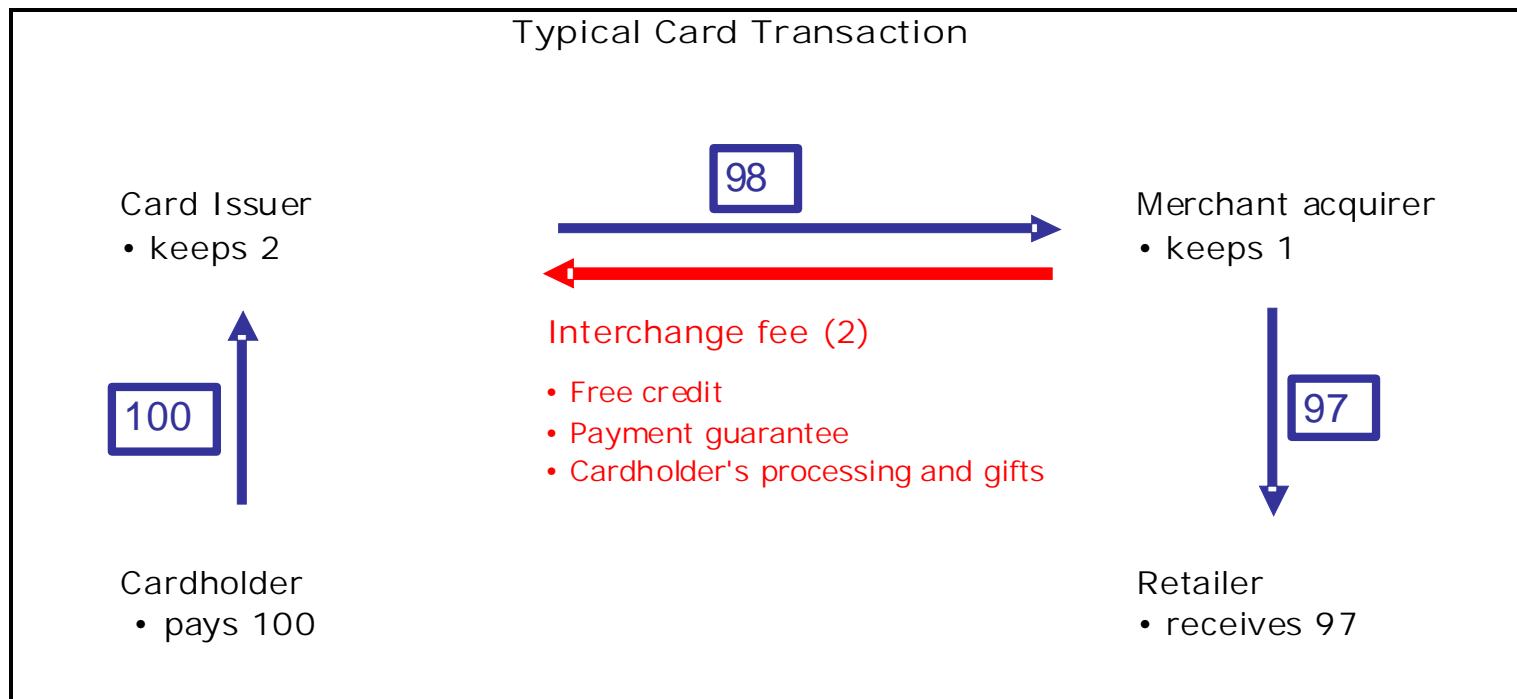 Typical Card Transaction
98
Card Issuer
• keeps 2
Merchant acquirer
• keeps 1
Interchange fee (2)
• Free credit
• Payment guarantee
• Cardholder's processing and gifts
100
97
Cardholder
• pays 100
Retailer
• receives 97